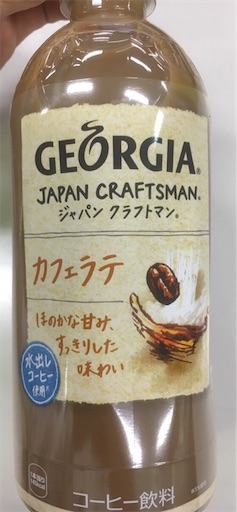 GEORGIA®
JAPAN CRAFTSMAN®
ジャパン クラフトマン®
カフェラテ
ほのかな甘み、
すっきりした
味わい
水出し
コーヒー
使用
コーヒー飲料